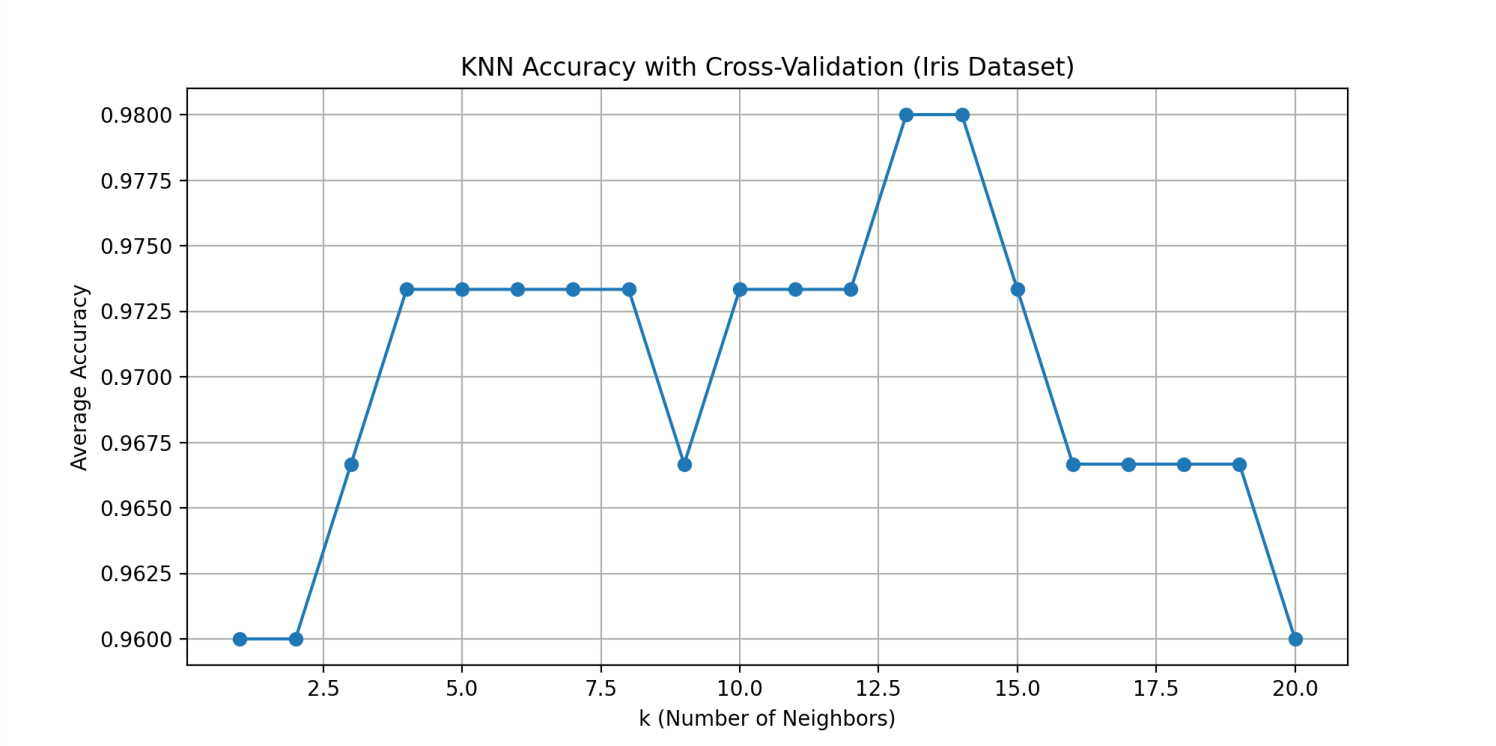 KNN Accuracy with Cross-Validation (Iris Dataset)
Average Accuracy
0.9800
0.9775
0.9750
0.9725
0.9700
0.9675
0.9650
0.9625
0.9600
2.5 5.0 7.5 10.0 12.5 15.0 17.5 20.0
k (Number of Neighbors)